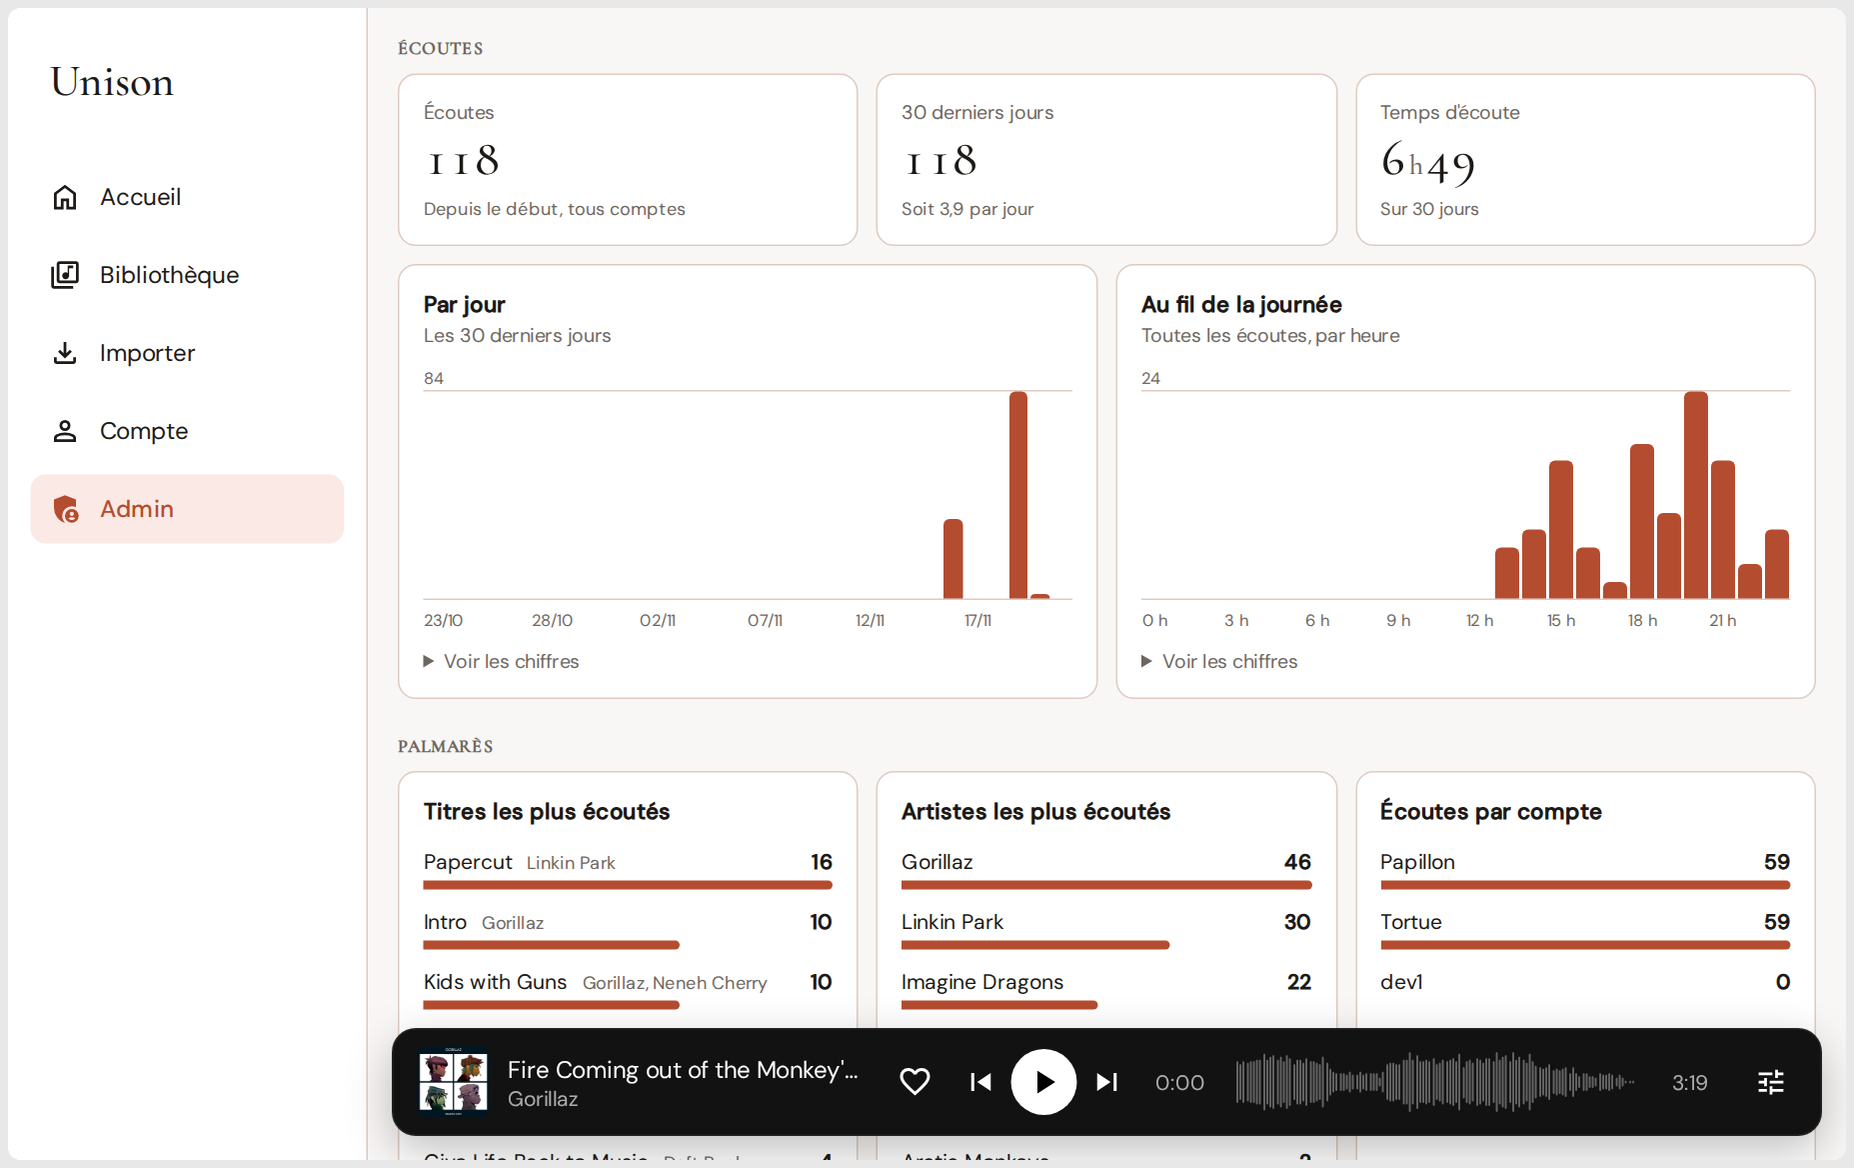 Unison
Accueil
Bibliothèque
Importer
Compte
Admin
ÉCOUTES
Écoutes
118
Depuis le début, tous comptes
30 derniers jours
118
Soit 3,9 par jour
Temps d'écoute
6 h 49
Sur 30 jours
Par jour
Les 30 derniers jours
84
23/10 28/10 02/11 07/11 12/11 17/11
Voir les chiffres
Au fil de la journée
Toutes les écoutes, par heure
24
0 h 3 h 6 h 9 h 12 h 15 h 18 h 21 h
Voir les chiffres
PALMARÈS
Titres les plus écoutés
Papercut Linkin Park 16
Intro Gorillaz 10
Kids with Guns Gorillaz, Neneh Cherry 10
Artistes les plus écoutés
Gorillaz 46
Linkin Park 30
Imagine Dragons 22
Écoutes par compte
Papillon 59
Tortue 59
dev1 0
Fire Coming out of the Monkey'...
Gorillaz
0:00
3:19